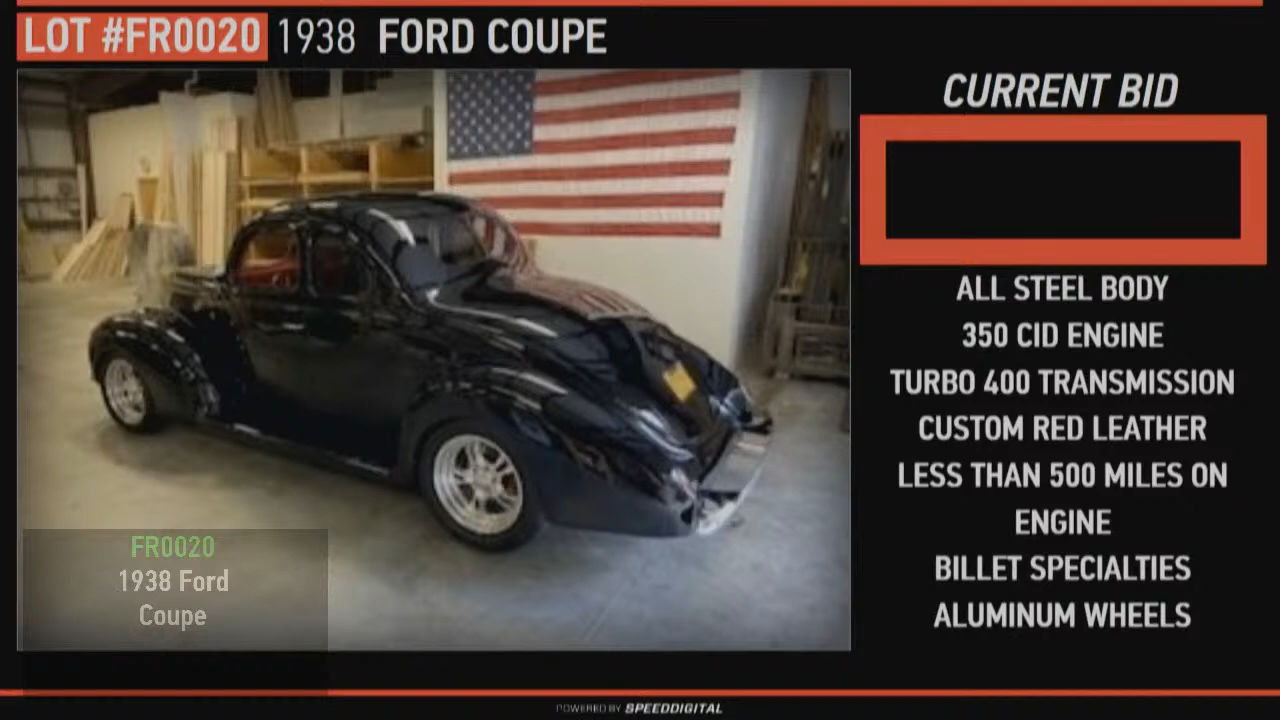 LOT #FR0020 1938 FORD COUPE
CURRENT BID
ALL STEEL BODY
350 CID ENGINE
TURBO 400 TRANSMISSION
CUSTOM RED LEATHER
LESS THAN 500 MILES ON
ENGINE
BILLET SPECIALTIES
ALUMINUM WHEELS
FR0020
1938 Ford
Coupe
POWERED BY SPEEDDIGITAL